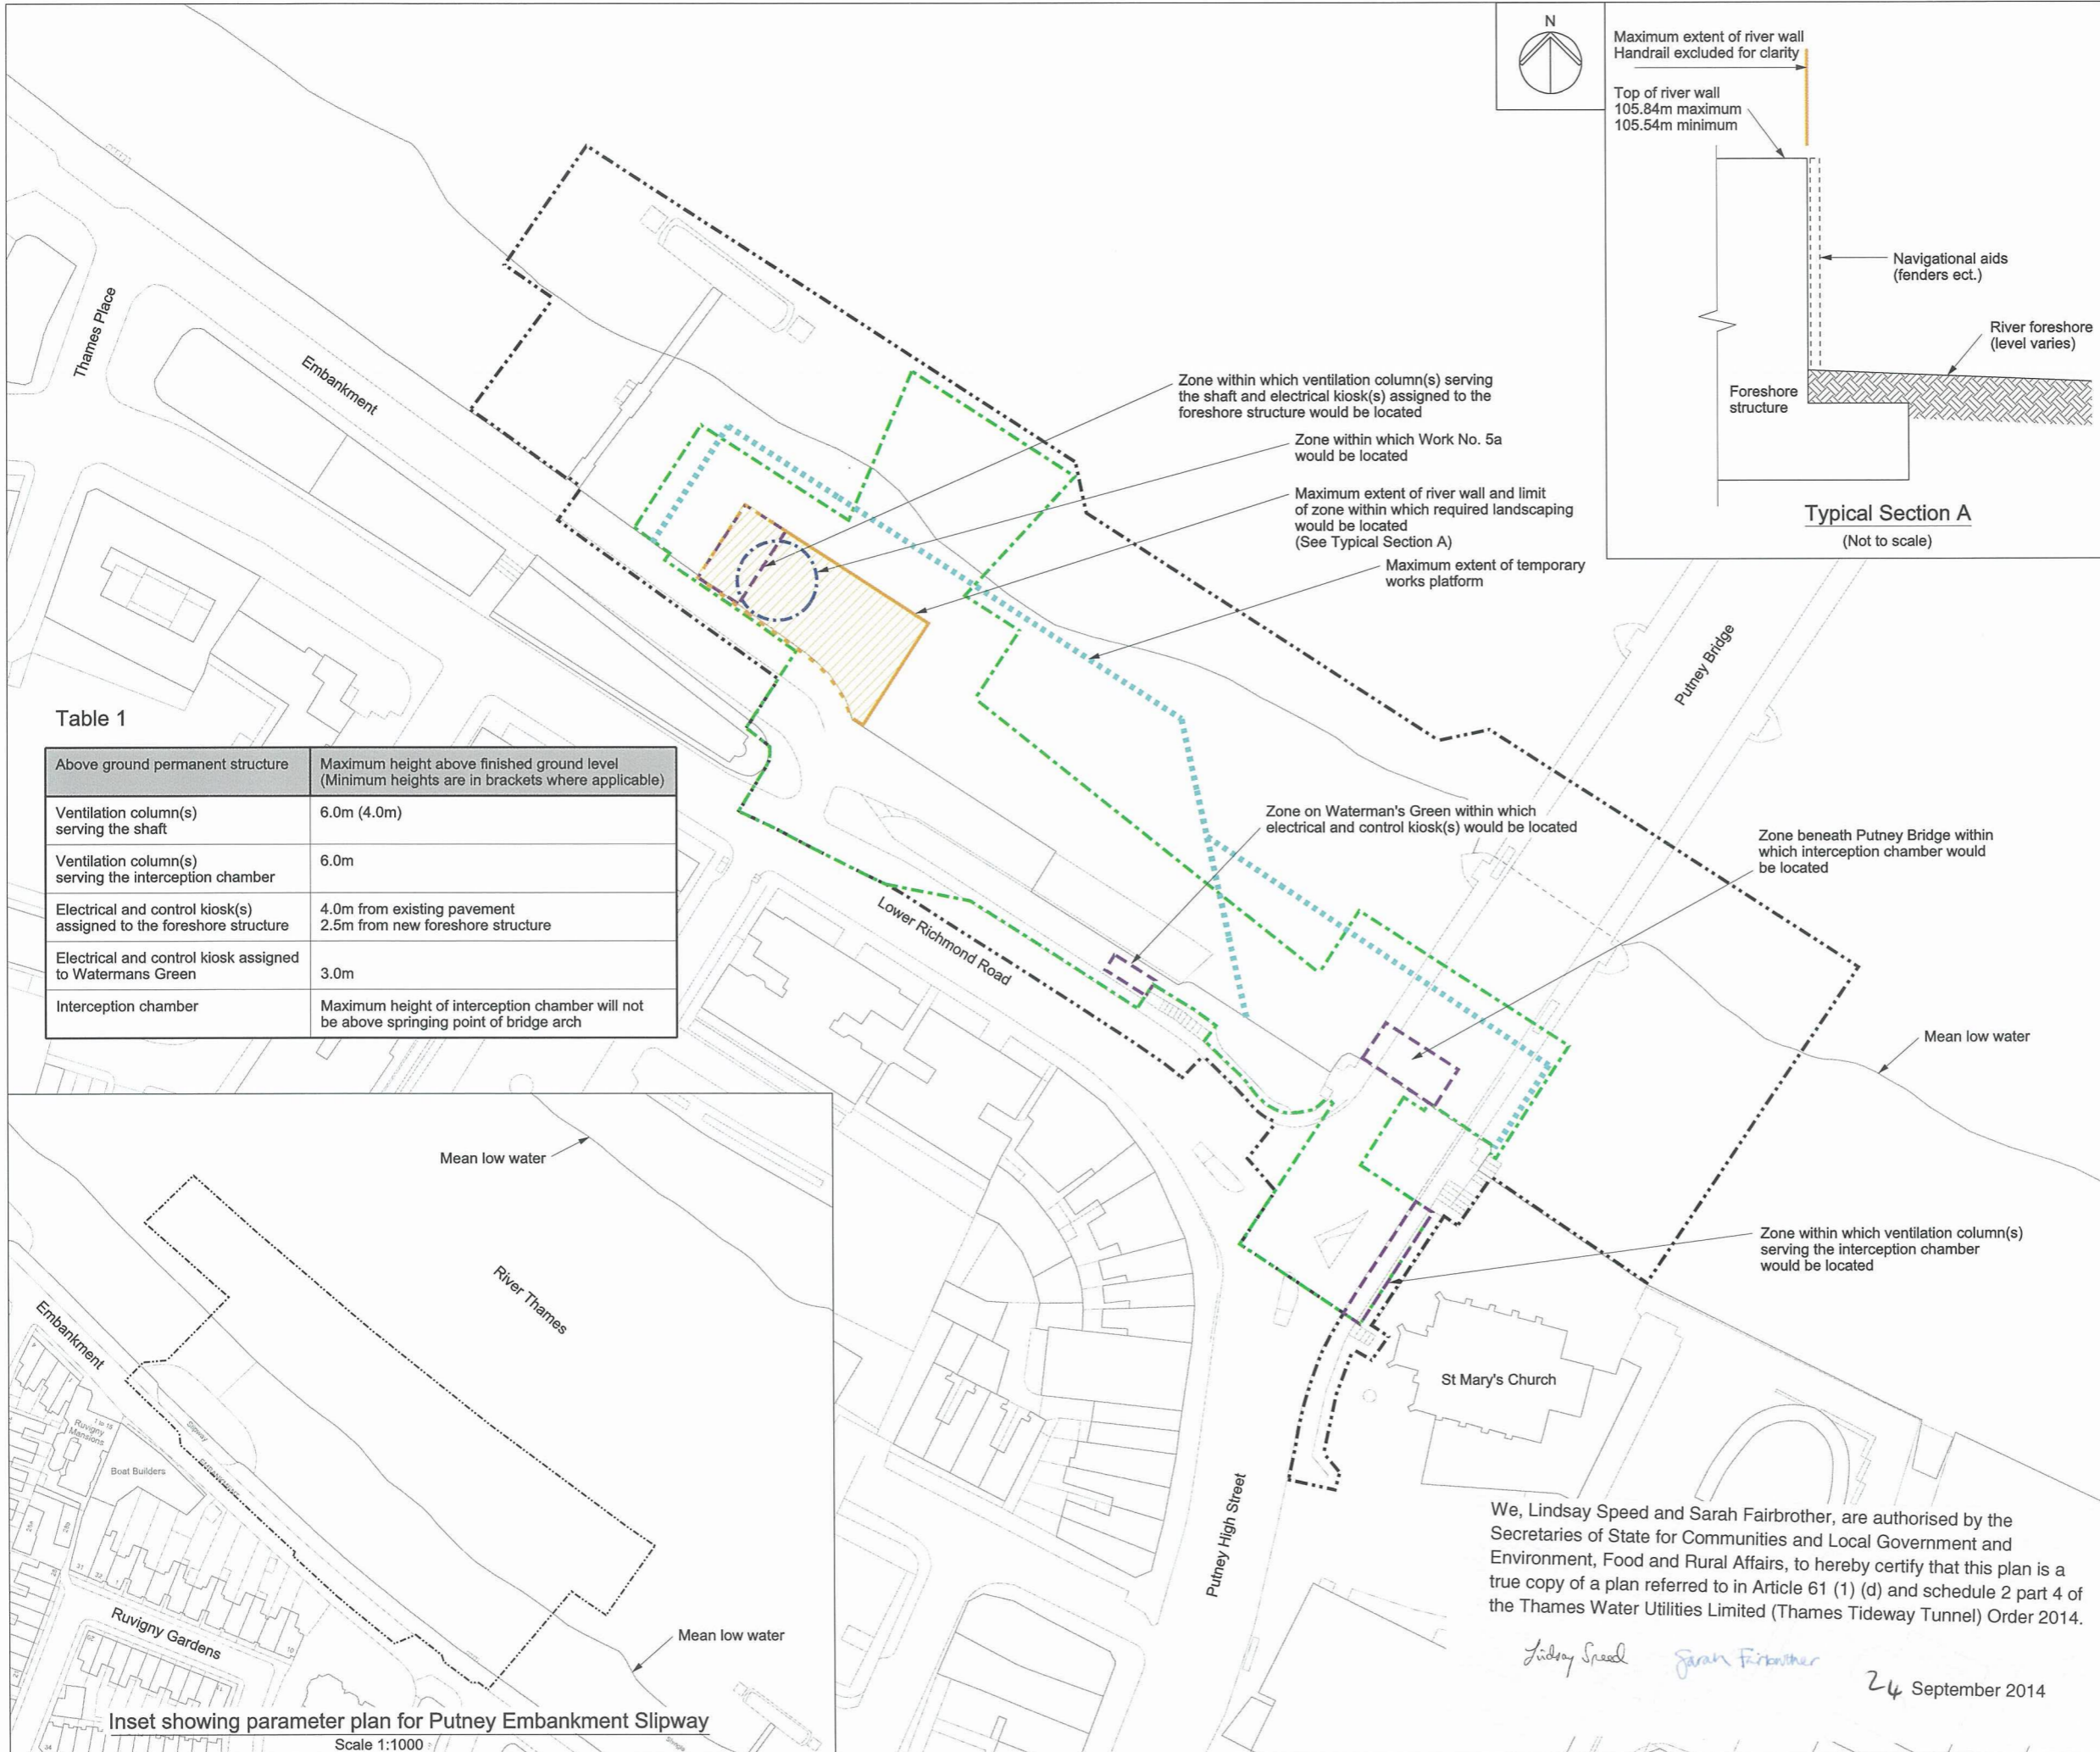 N
Maximum extent of river wall
Handrail excluded for clarity
Top of river wall
105.84m maximum
105.54m minimum
Navigational aids
(fenders ect.)
River foreshore
(level varies)
Foreshore
structure
Typical Section A
(Not to scale)
Thames Place
Embankment
Zone within which ventilation column(s) serving
the shaft and electrical kiosk(s) assigned to the
foreshore structure would be located
Zone within which Work No. 5a
would be located
Maximum extent of river wall and limit
of zone within which required landscaping
would be located
(See Typical Section A)
Maximum extent of temporary
works platform
Putney Bridge
Table 1
Above ground permanent structure
Maximum height above finished ground level
(Minimum heights are in brackets where applicable)
Ventilation column(s)
serving the shaft
6.0m (4.0m)
Ventilation column(s)
serving the interception chamber
6.0m
Electrical and control kiosk(s)
assigned to the foreshore structure
4.0m from existing pavement
2.5m from new foreshore structure
Electrical and control kiosk assigned
to Watermans Green
3.0m
Interception chamber
Maximum height of interception chamber will not
be above springing point of bridge arch
Zone on Waterman's Green within which
electrical and control kiosk(s) would be located
Zone beneath Putney Bridge within
which interception chamber would
be located
Lower Richmond Road
Mean low water
Zone within which ventilation column(s)
serving the interception chamber
would be located
St Mary's Church
Putney High Street
Mean low water
River Thames
Embankment
Slipway
EMBANKMENT
1 to 18
Ruvigny
Mansions
Boat Builders
Ruvigny Gardens
Mean low water
Shingle
Inset showing parameter plan for Putney Embankment Slipway
Scale 1:1000
We, Lindsay Speed and Sarah Fairbrother, are authorised by the
Secretaries of State for Communities and Local Government and
Environment, Food and Rural Affairs, to hereby certify that this plan is a
true copy of a plan referred to in Article 61 (1) (d) and schedule 2 part 4 of
the Thames Water Utilities Limited (Thames Tideway Tunnel) Order 2014.
Lindsay Speed
Sarah Fairbrother
24 September 2014